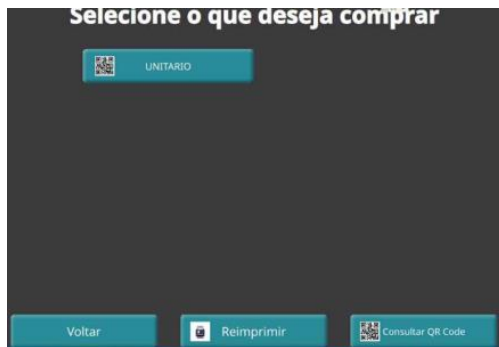 Selecione o que deseja comprar
UNITARIO
Voltar
Reimprimir
Consultar QR Code